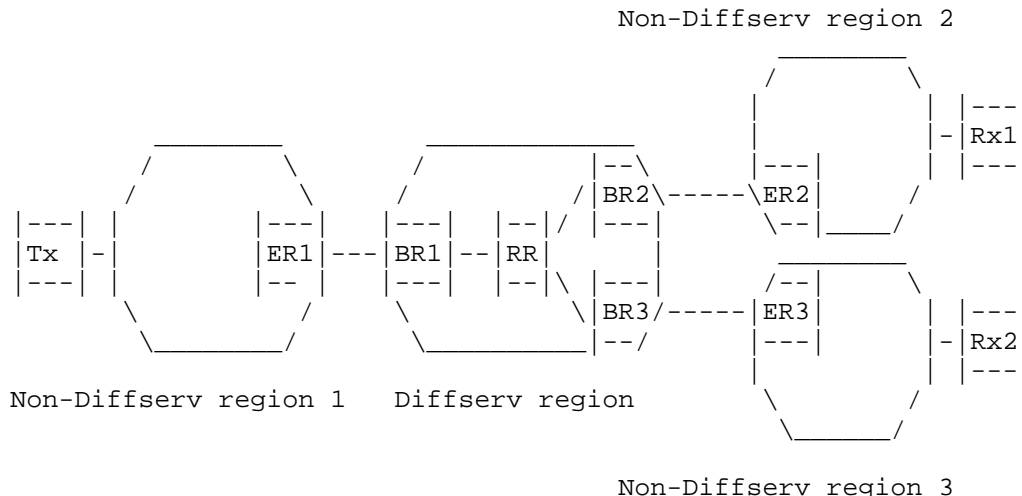 Non-Diffserv region 2
Rx1
BR2 ER2
Tx ER1 BR1 RR
BR3 ER3
Rx2
Non-Diffserv region 1 Diffserv region
Non-Diffserv region 3